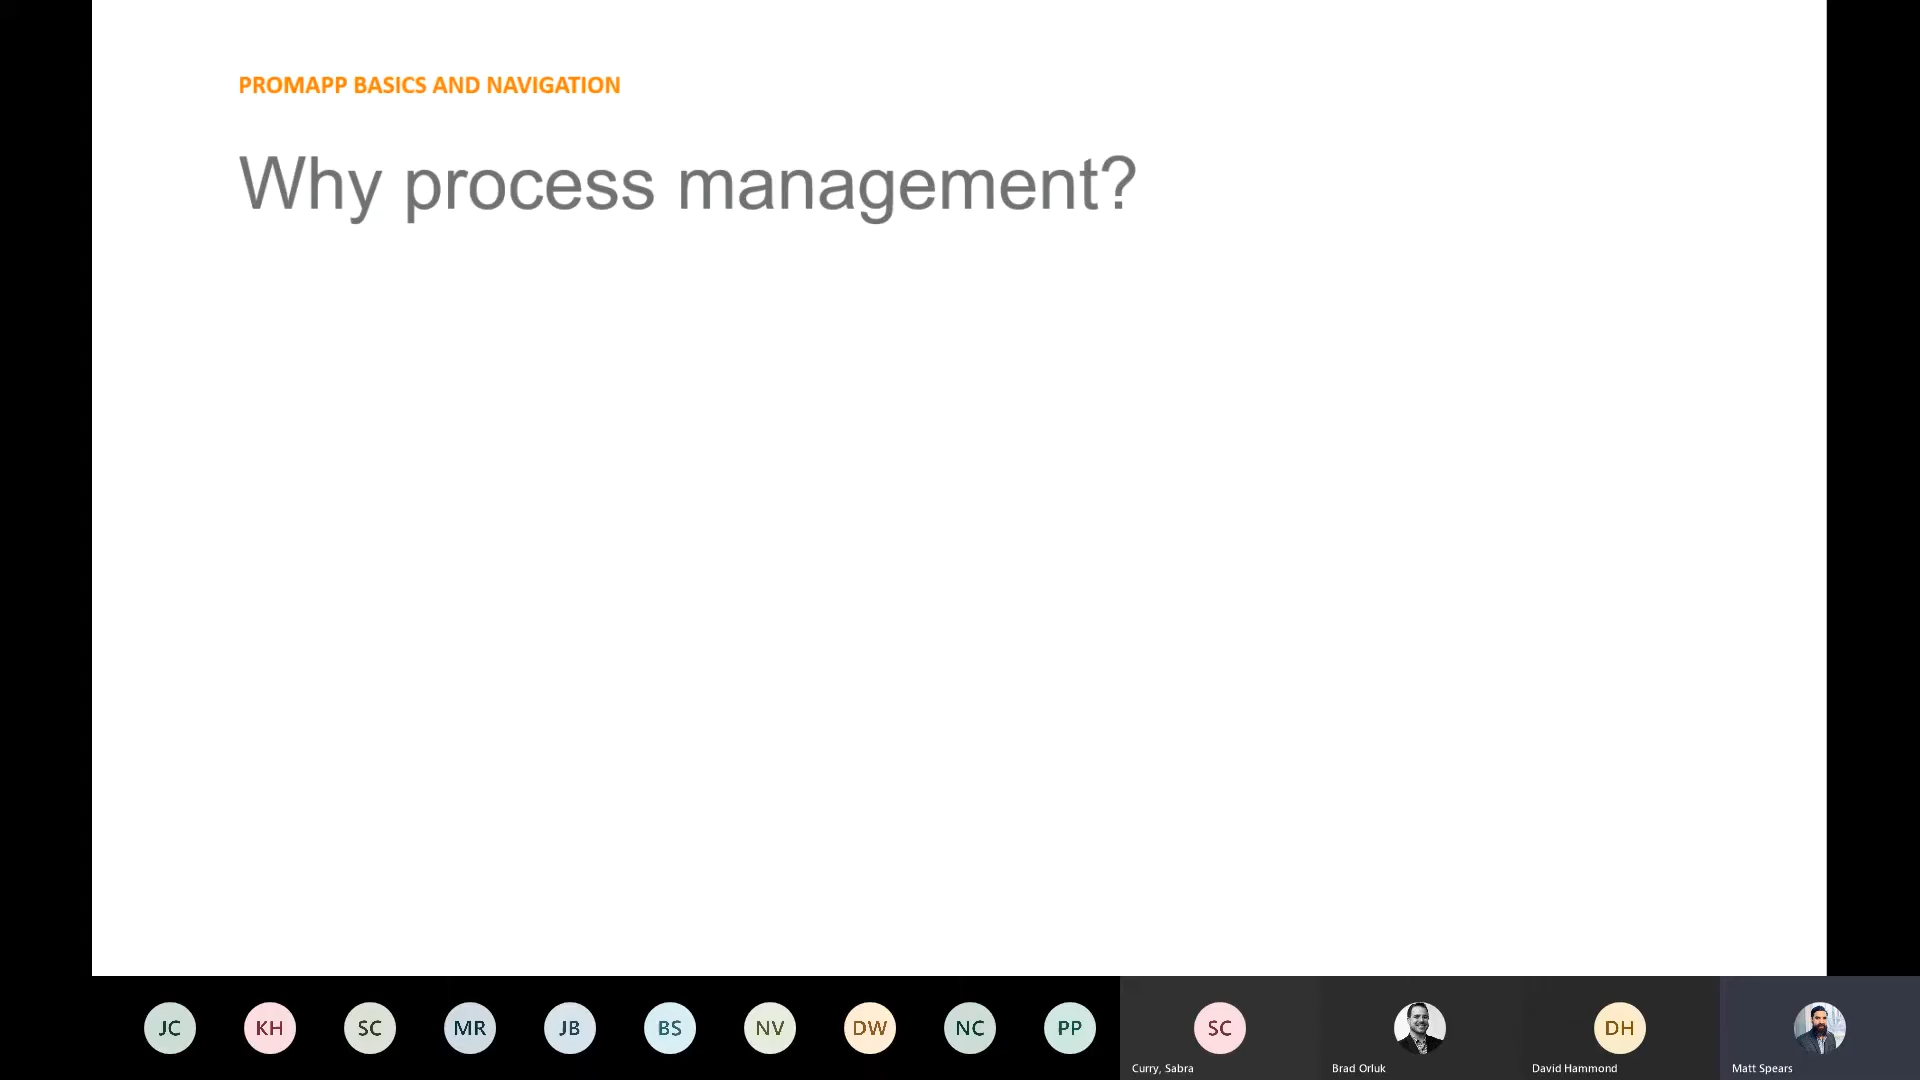 PROMAPP BASICS AND NAVIGATION
Why process management?
JC
KH
SC
MR
JB
BS
NV
DW
NC
PP
SC
DH
Curry, Sabra
Brad Orluk
David Hammond
Matt Spears